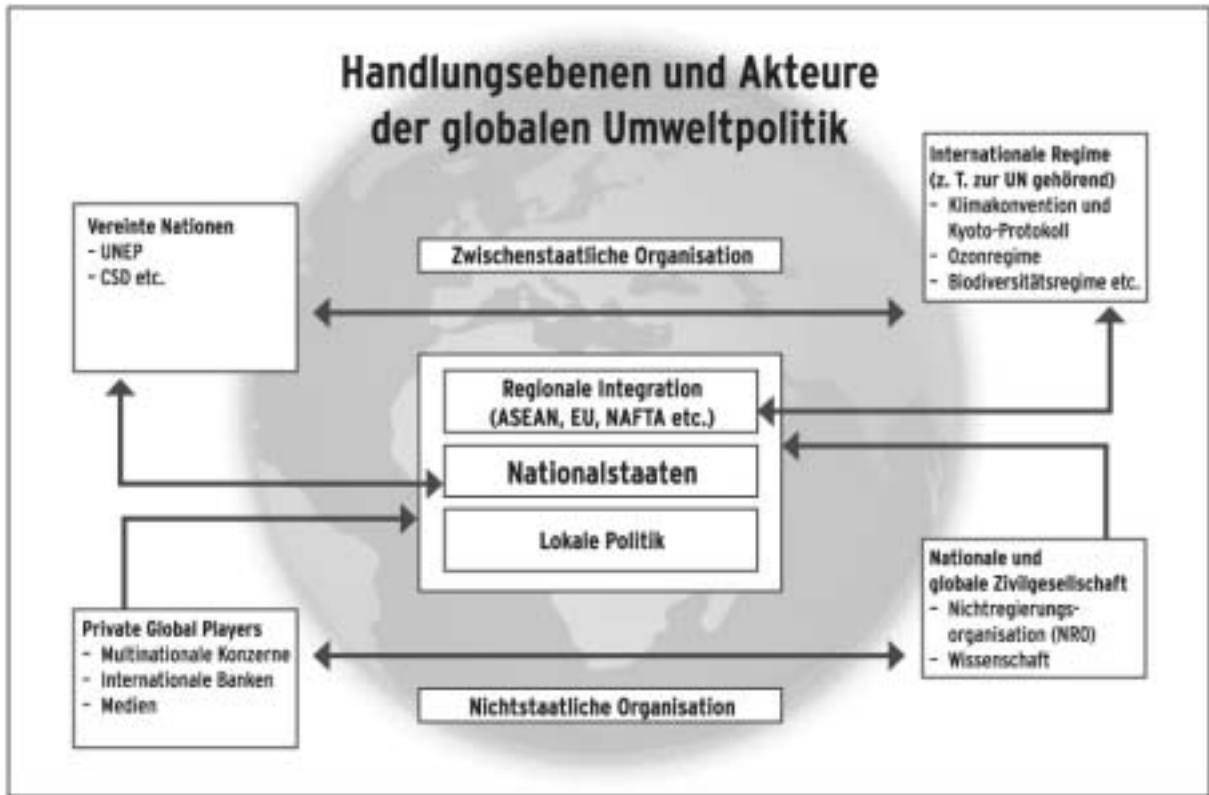 Handlungsebenen und Akteure
der globalen Umweltpolitik
Vereinte Nationen
- UNEP
- CSD etc.
Zwischenstaatliche Organisation
Internationale Regime
(z. T. zur UN gehörend)
- Klimakonvention und
Kyoto-Protokoll
- Ozonregime
- Biodiversitätsregime etc.
Regionale Integration
(ASEAN, EU, NAFTA etc.)
Nationalstaaten
Lokale Politik
Private Global Players
- Multinationale Konzerne
- Internationale Banken
- Medien
Nichtstaatliche Organisation
Nationale und
globale Zivilgesellschaft
- Nichtregierungs-
organisation (NRO)
- Wissenschaft